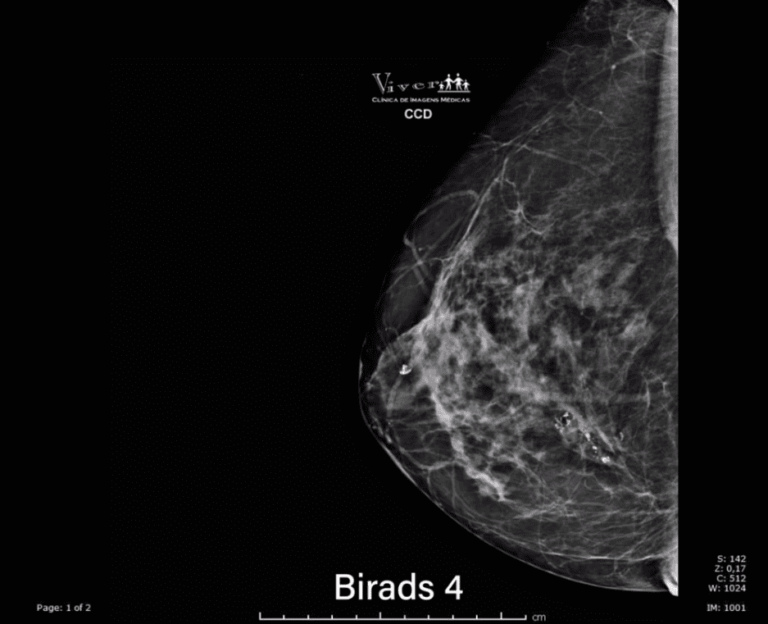 Viver
CLÍNICA DE IMAGENS MÉDICAS
CCD
Birads 4
S: 142
Z: 0,17
C: 512
W: 1024
Page: 1 of 2
IM: 1001
cm